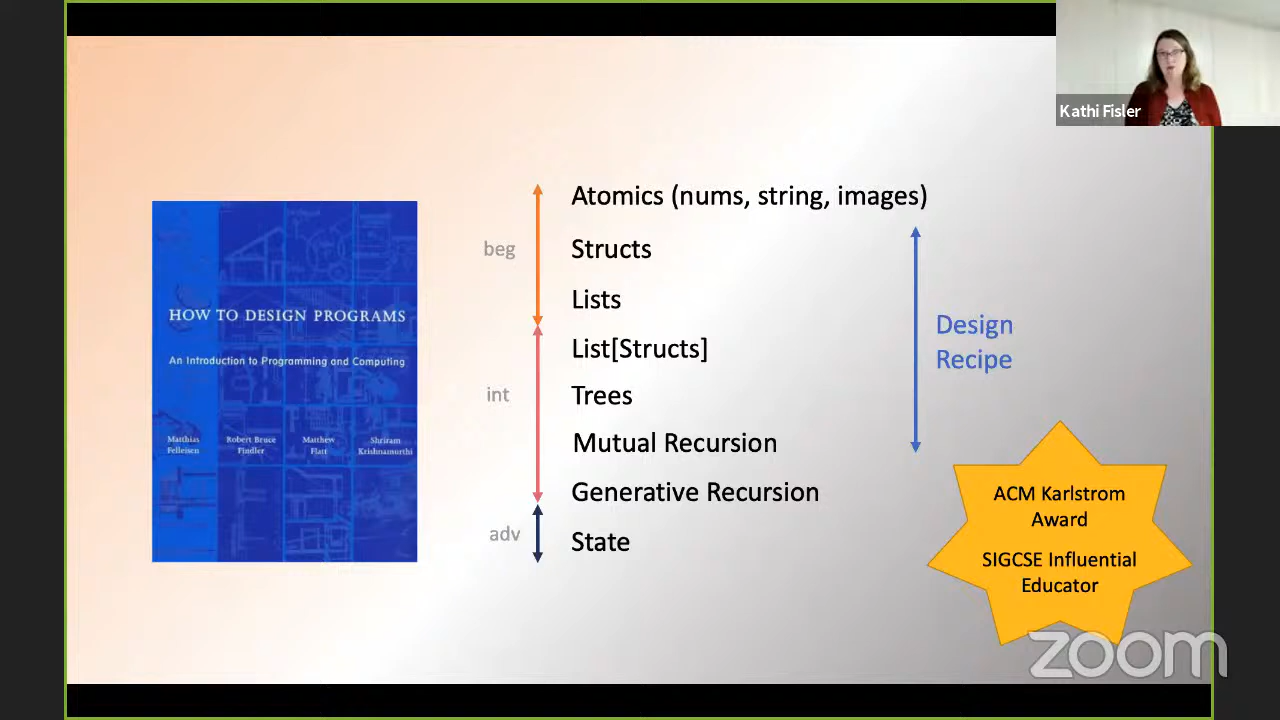 Kathi Fisler
HOW TO DESIGN PROGRAMS
An Introduction to Programming and Computing
Matthias
Felleisen
Robert Bruce
Findler
Matthew
Flatt
Shriram
Krishnamurthi
beg
int
adv
Atomics (nums, string, images)
Structs
Lists
List[Structs]
Trees
Mutual Recursion
Generative Recursion
State
Design
Recipe
ACM Karlstrom
Award
SIGCSE Influential
Educator
zoom